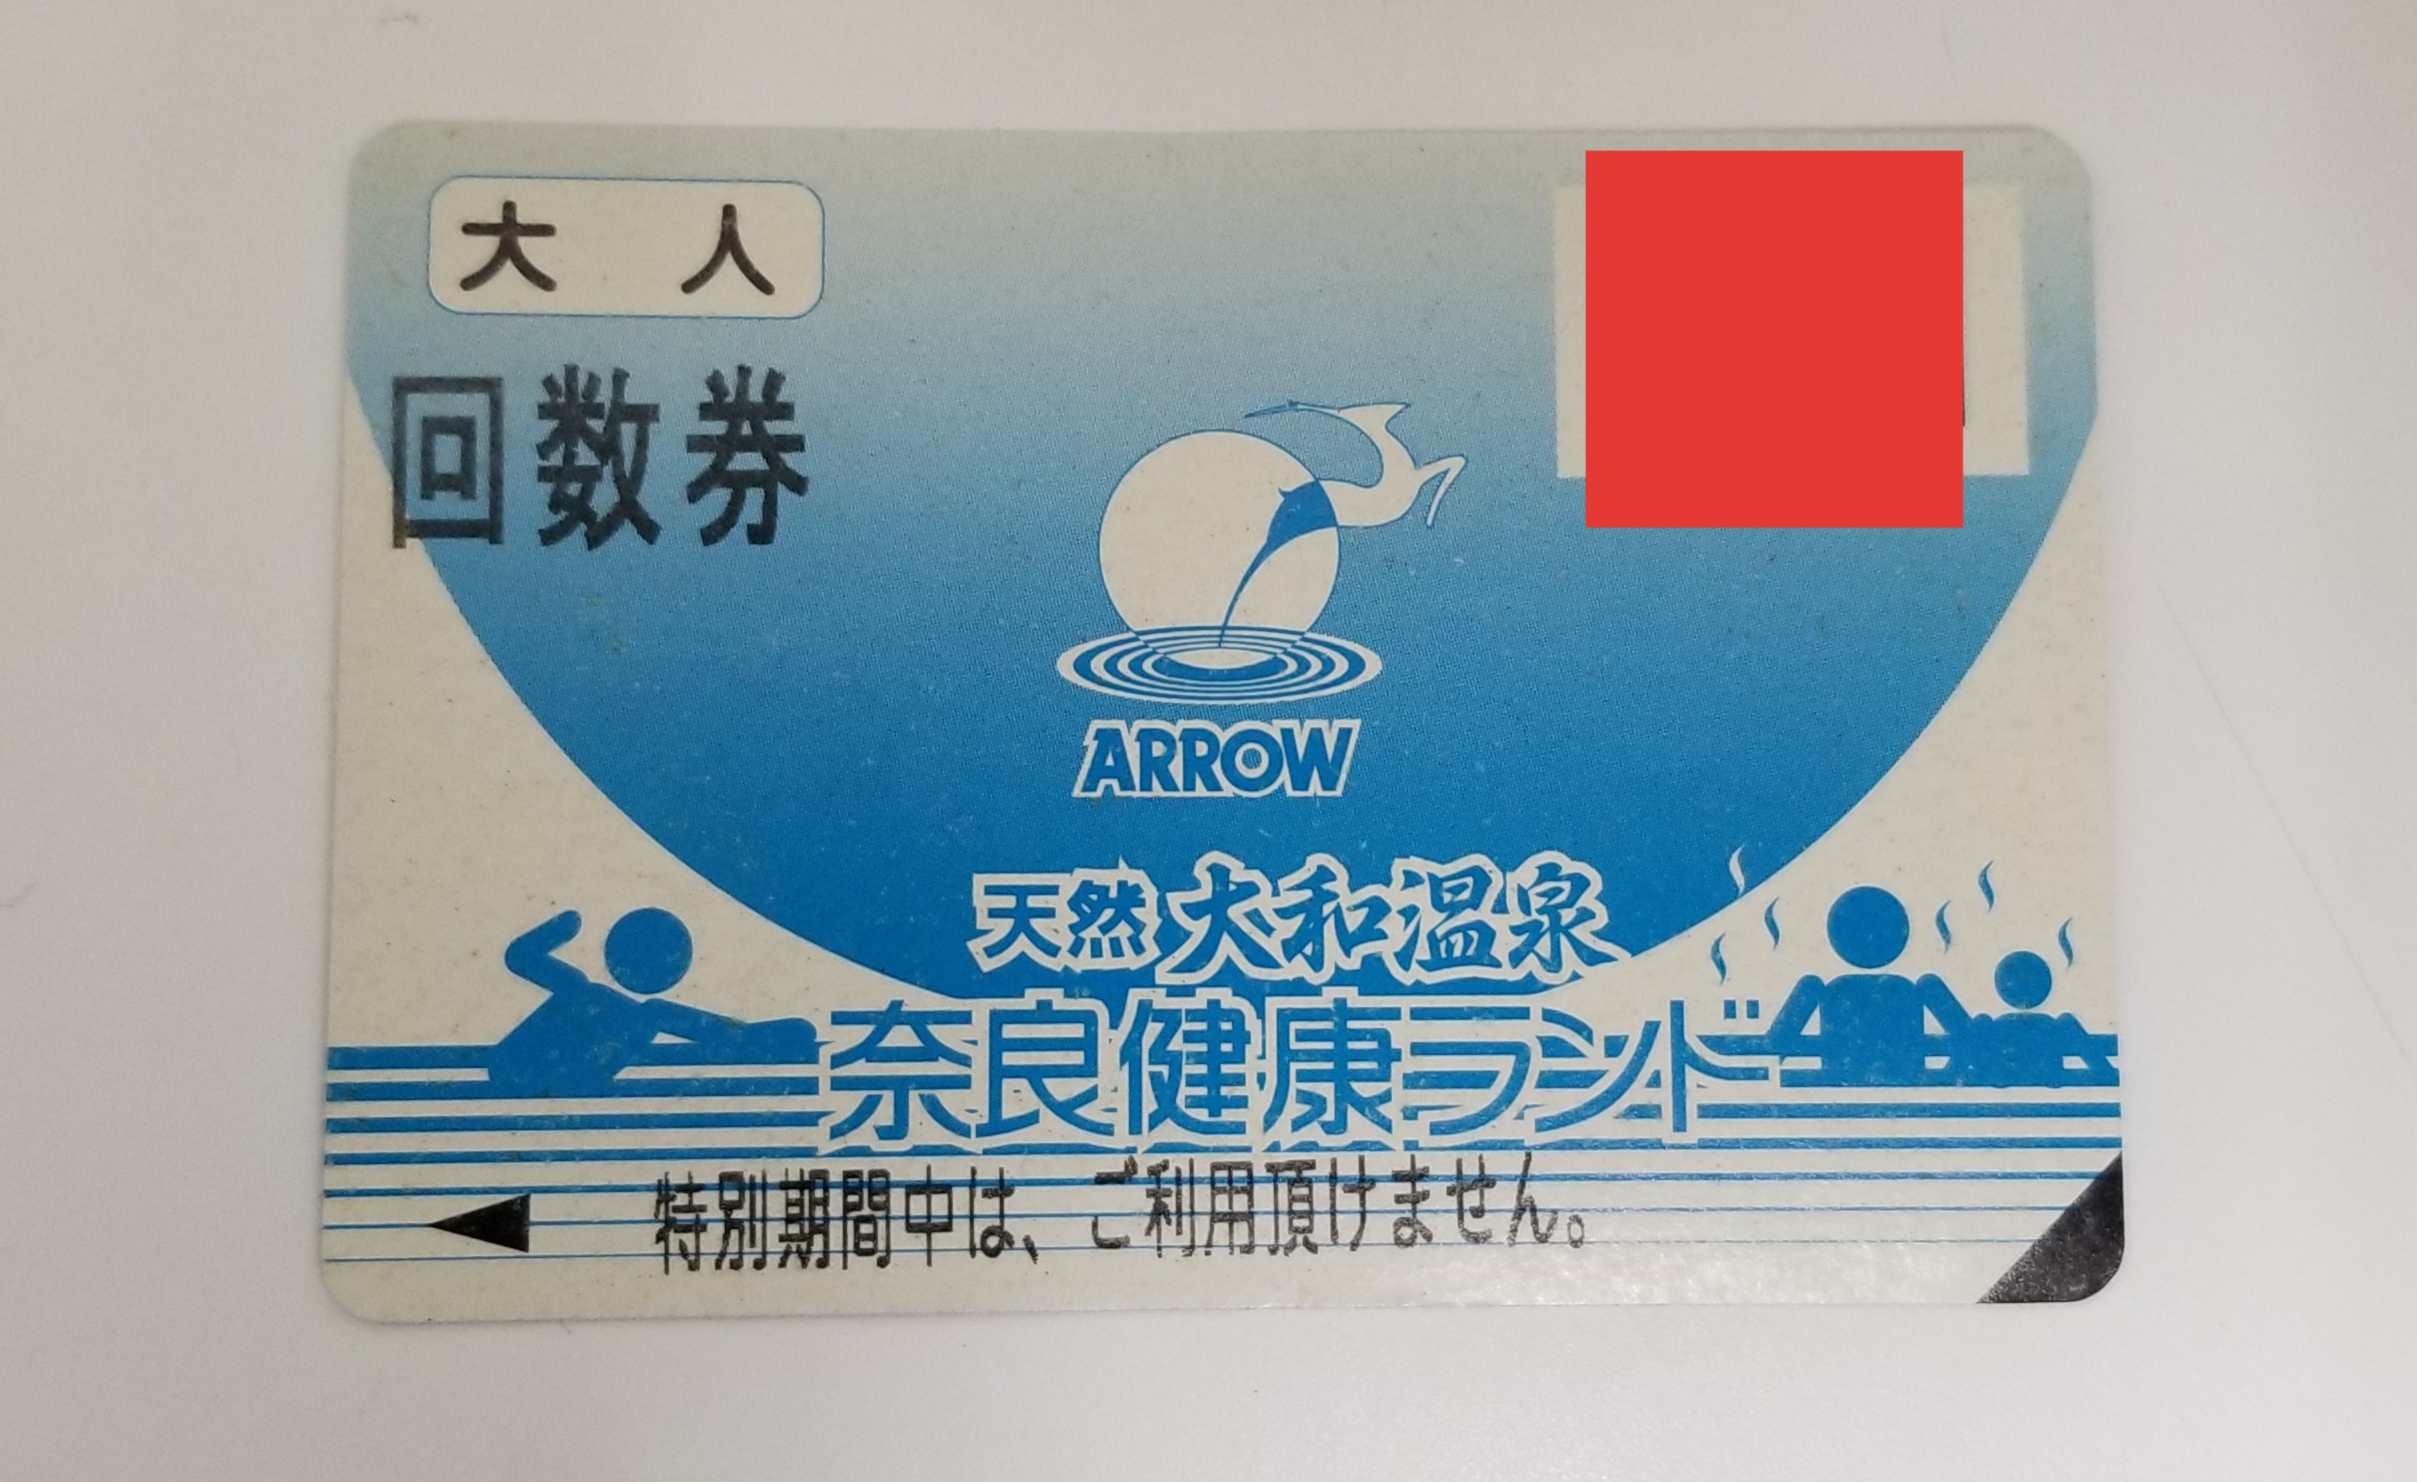 大人
回数券
ARROW
天然大和温泉
奈良健康ランド
特別期間中は、ご利用頂けません。